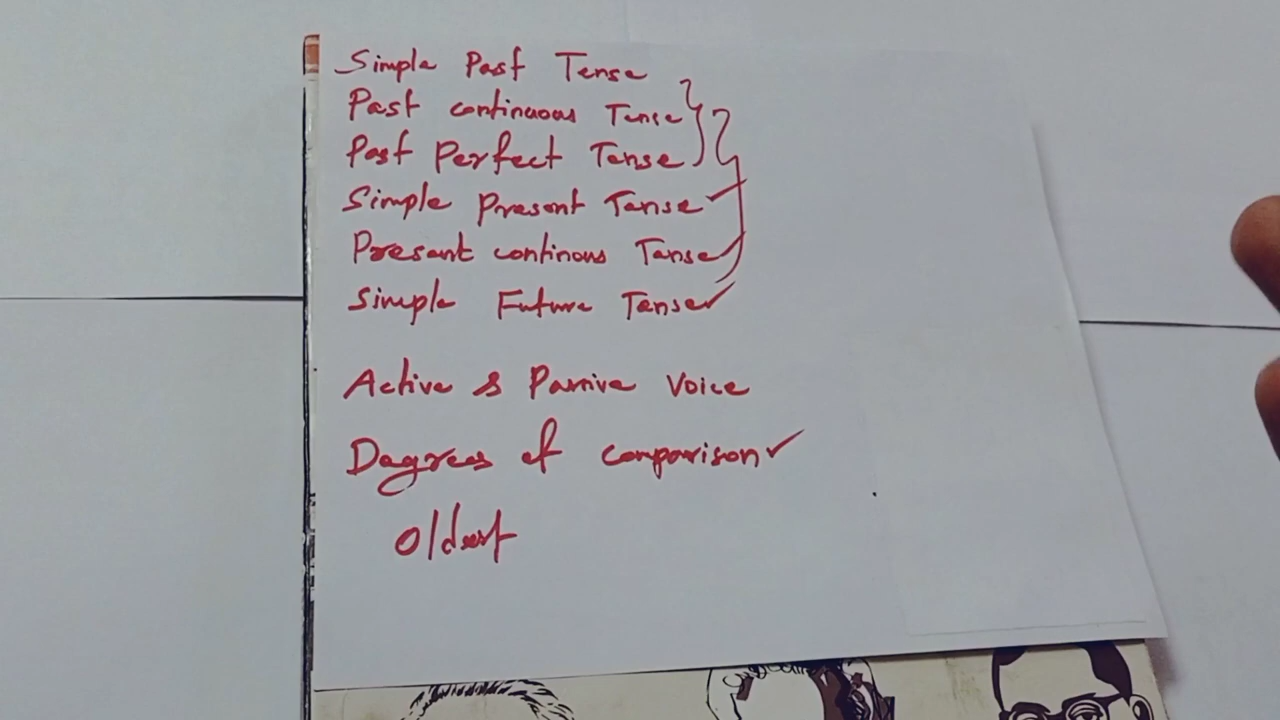 Simple Past Tense
Past continuous Tense
Past Perfect Tense
Simple Present Tense
Present continous Tense
Simple Future Tense
Active & Passive Voice
Degrees of comparison
Oldest